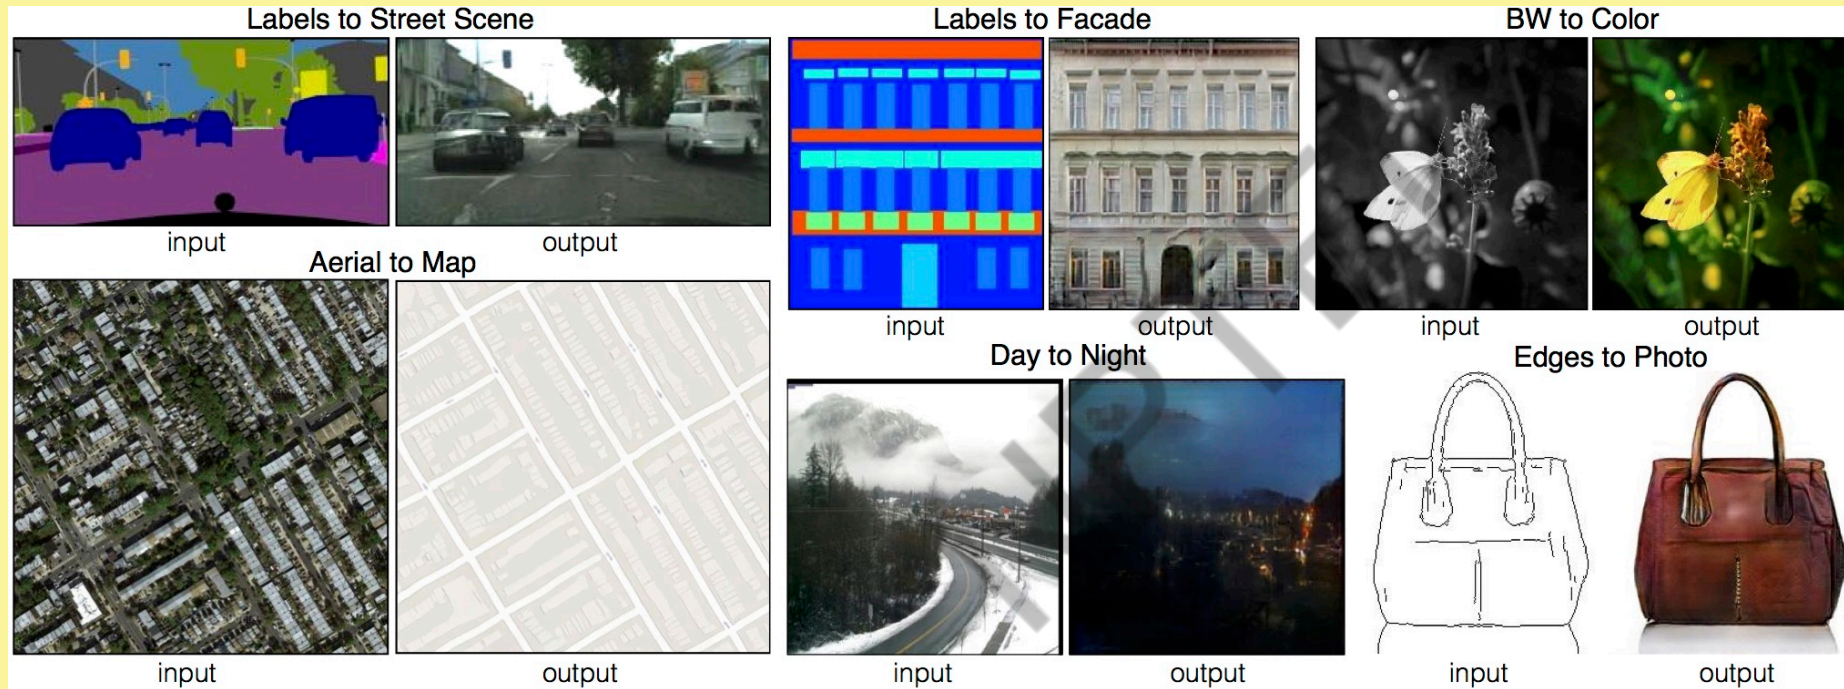 Labels to Street Scene
input
output
Aerial to Map
input
output
Labels to Facade
input
output
BW to Color
input
output
Day to Night
input
output
Edges to Photo
input
output